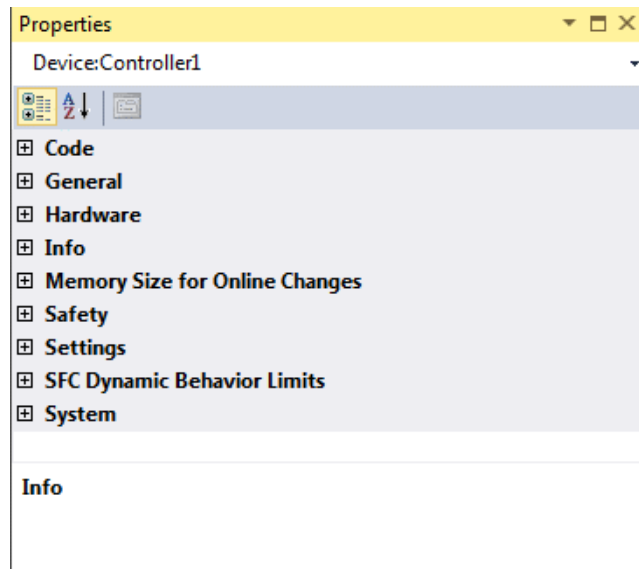 Properties
Device:Controller1
Code
General
Hardware
Info
Memory Size for Online Changes
Safety
Settings
SFC Dynamic Behavior Limits
System
Info